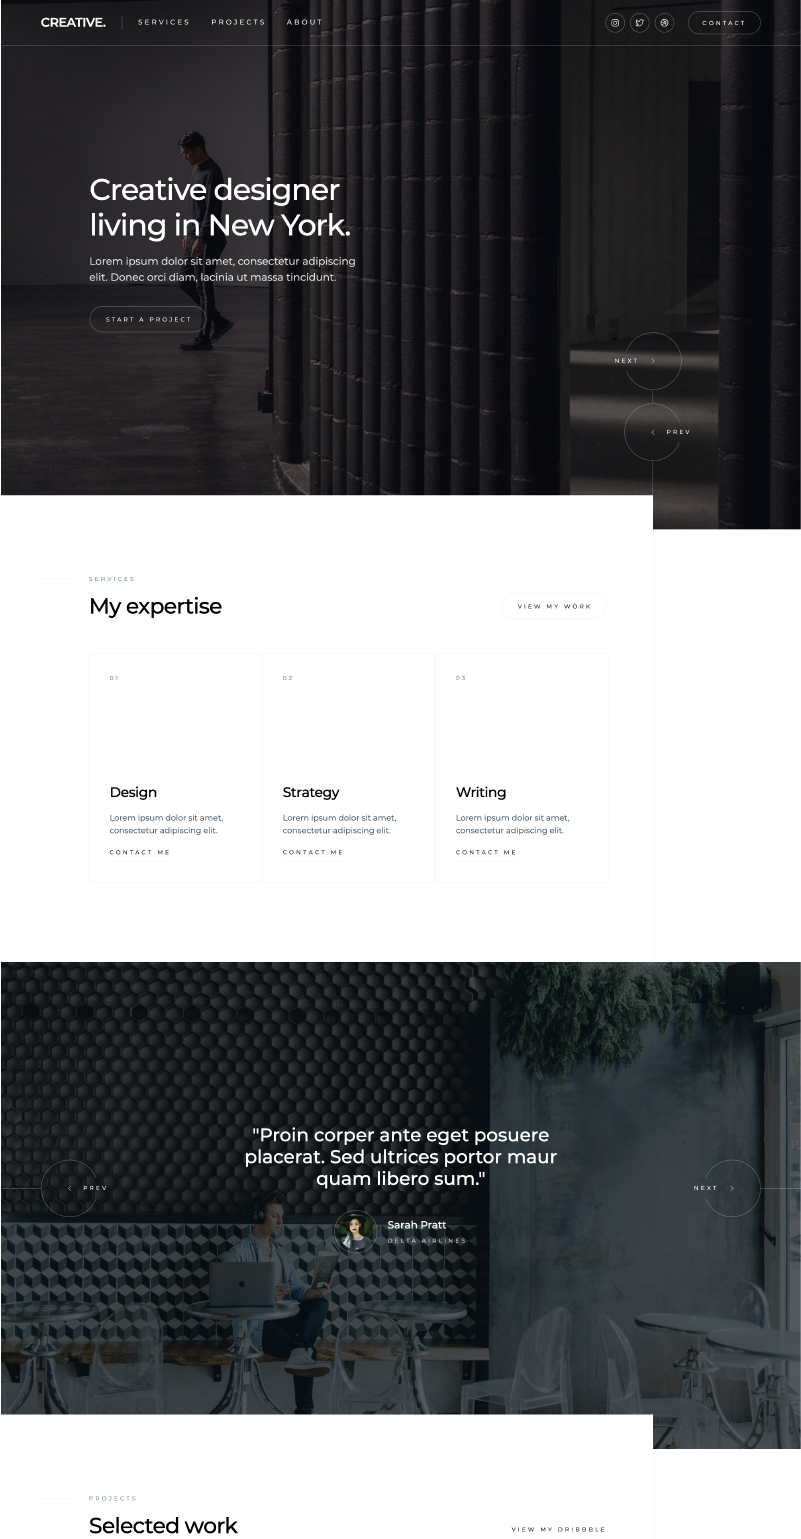 CREATIVE.
SERVICES PROJECTS ABOUT
CONTACT
Creative designer
living in New York.
Lorem ipsum dolor sit amet, consectetur adipiscing
elit. Donec orci diam, lacinia ut massa tincidunt.
START A PROJECT
NEXT
PREV
SERVICES
My expertise
VIEW MY WORK
01
Design
Lorem ipsum dolor sit amet,
consectetur adipiscing elit.
CONTACT ME
02
Strategy
Lorem ipsum dolor sit amet,
consectetur adipiscing elit.
CONTACT ME
03
Writing
Lorem ipsum dolor sit amet,
consectetur adipiscing elit.
CONTACT ME
"Proin corper ante eget posuere
placerat. Sed ultrices portor maur
quam libero sum."
PREV
NEXT
Sarah Pratt
DELTA AIRLINES
PROJECTS
Selected work
VIEW MY DRIBBBLE